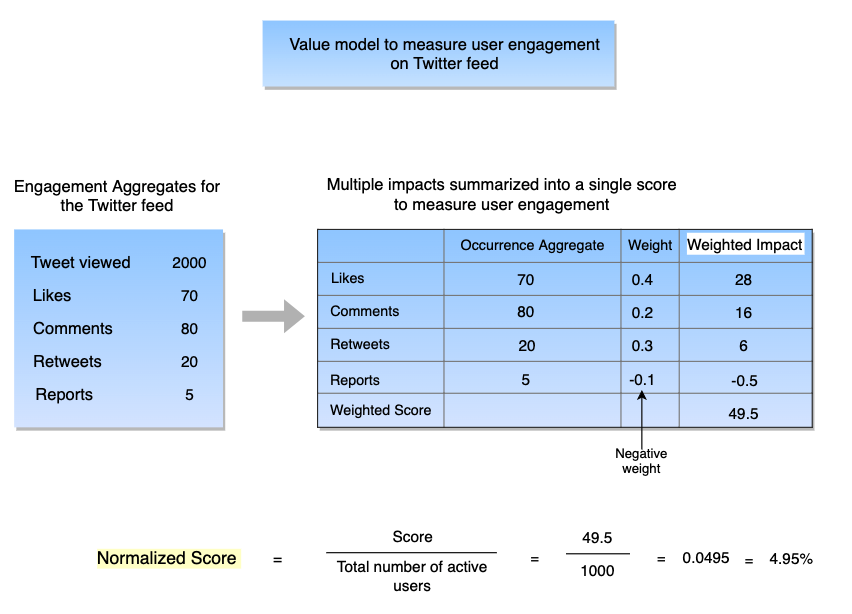 Value model to measure user engagement
on Twitter feed
Engagement Aggregates for
the Twitter feed
Tweet viewed 2000
Likes 70
Comments 80
Retweets 20
Reports 5
Multiple impacts summarized into a single score
to measure user engagement
Occurrence Aggregate Weight Weighted Impact
Likes 70 0.4 28
Comments 80 0.2 16
Retweets 20 0.3 6
Reports 5 -0.1 -0.5
Weighted Score 49.5
Negative
weight
Normalized Score = Score / Total number of active users = 49.5 / 1000 = 0.0495 = 4.95%